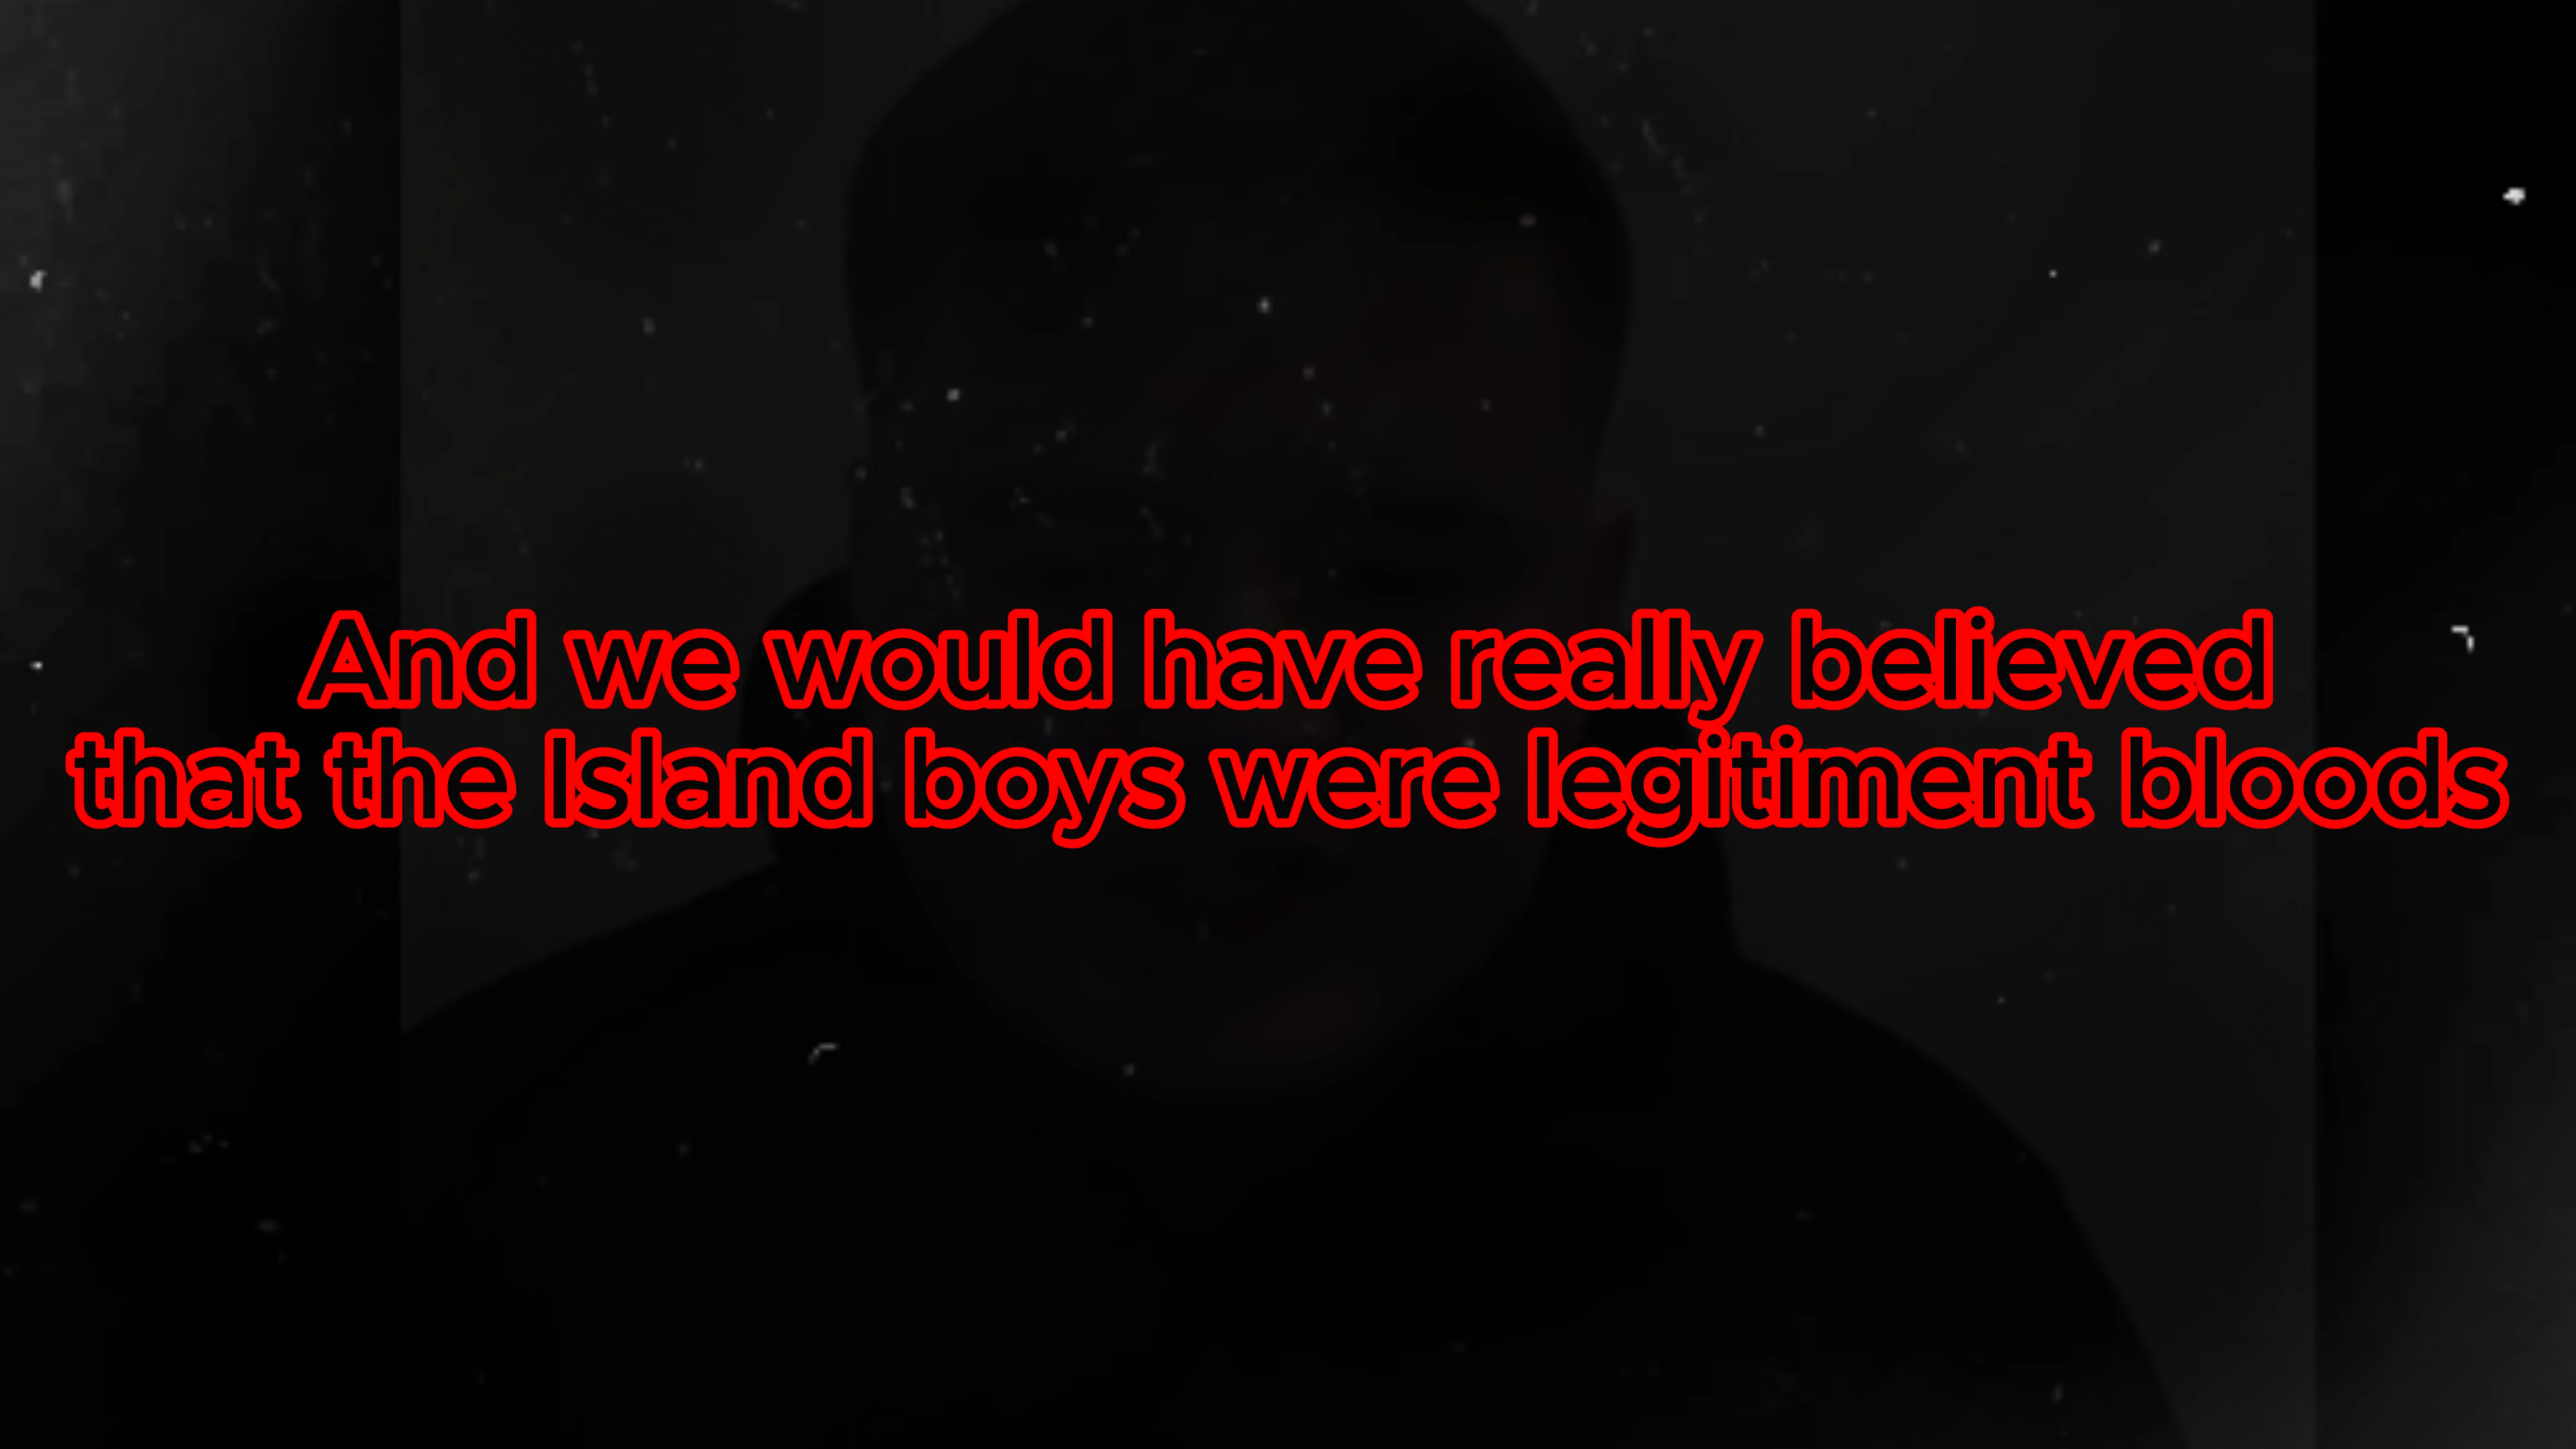 And we would have really believed
that the Island boys were legitiment bloods